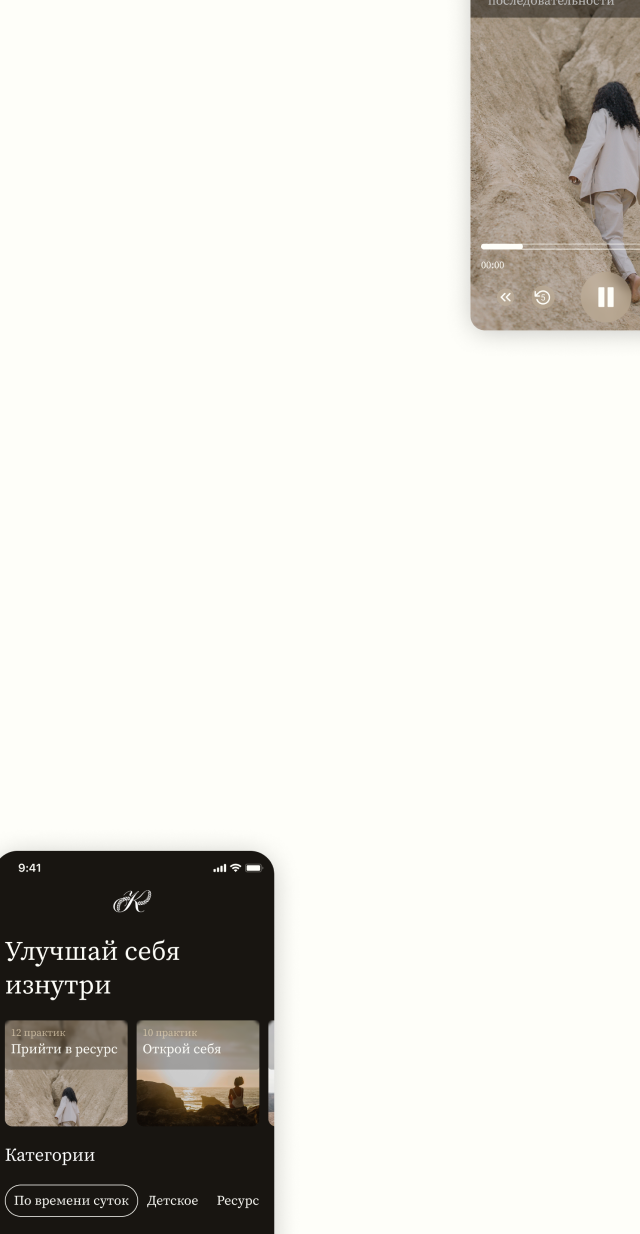 последовательности
00:00
5
9:41
K
Улучшай себя
изнутри
12 практик
Прийти в ресурс
10 практик
Открой себя
Категории
По времени суток
Детское
Ресурс